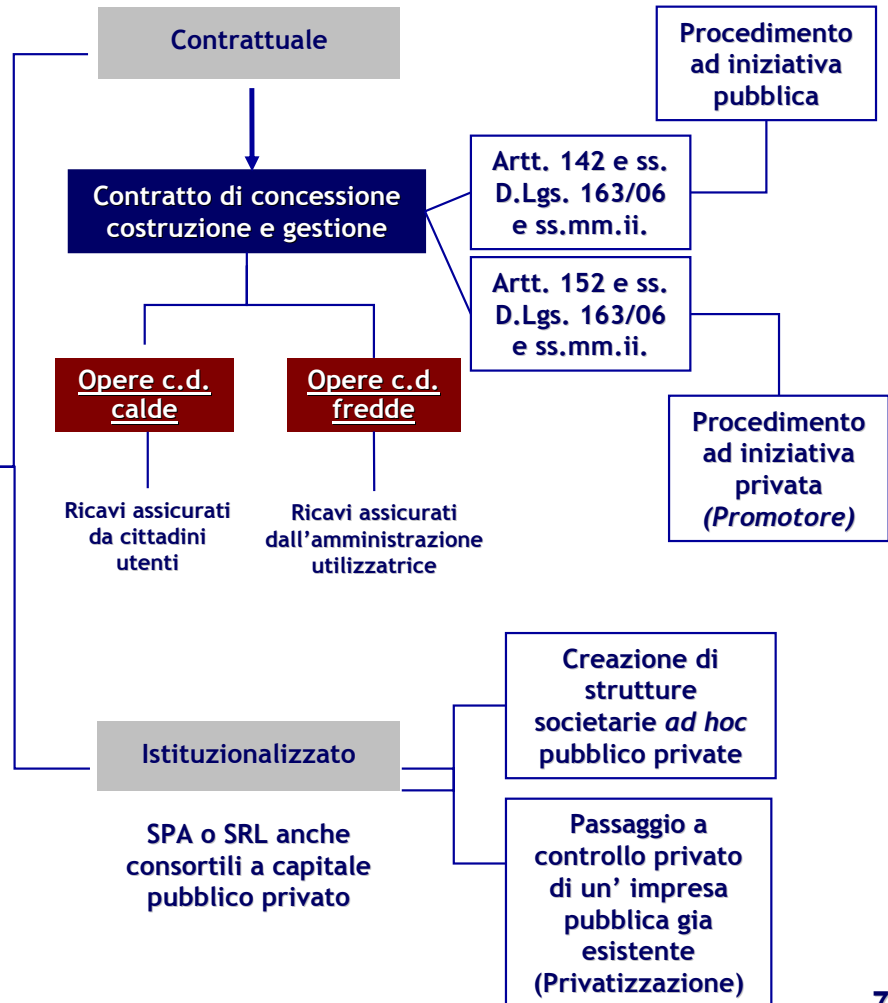 Contrattuale
Procedimento
ad iniziativa
pubblica
Contratto di concessione
costruzione e gestione
Artt. 142 e ss.
D.Lgs. 163/06
e ss.mm.ii.
Artt. 152 e ss.
D.Lgs. 163/06
e ss.mm.ii.
Opere c.d.
calde
Opere c.d.
fredde
Procedimento
ad iniziativa
privata
(Promotore)
Ricavi assicurati
da cittadini
utenti
Ricavi assicurati
dall’amministrazione
utilizzatrice
Istituzionalizzato
SPA o SRL anche
consortili a capitale
pubblico privato
Creazione di
strutture
societarie ad hoc
pubblico private
Passaggio a
controllo privato
di un’ impresa
pubblica gia
esistente
(Privatizzazione)
7